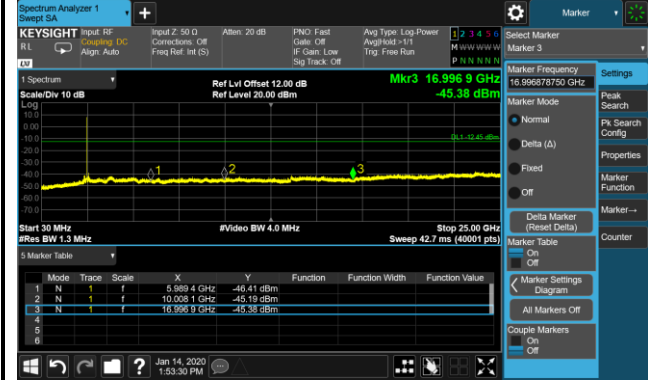 Spectrum Analyzer 1
Swept SA
+
Marker
KEYSIGHT
Input: RF
Input Z: 50 Ω
Atten: 20 dB
PNO: Fast
Avg Type: Log-Power
1 2 3 4 5 6
Select Marker
RL
Coupling: DC
Corrections: Off
Gate: Off
Avg|Hold:>1/1
M W W W W W
Marker 3
Align: Auto
Freq Ref: Int (S)
IF Gain: Low
Trig: Free Run
Sig Track: Off
P N N N N N
LXI
1 Spectrum
Ref Lvl Offset 12.00 dB
Mkr3 16.996 9 GHz
Scale/Div 10 dB
Ref Level 20.00 dBm
-45.38 dBm
Log
10.0
0.00
-10.0
-20.0
-30.0
-40.0
-50.0
-60.0
-70.0
DL1 -12.45 dBm
1
2
3
Start 30 MHz
#Video BW 4.0 MHz
Stop 25.00 GHz
#Res BW 1.3 MHz
Sweep 42.7 ms (40001 pts)
5 Marker Table
Mode Trace Scale X Y Function Function Width Function Value
1 N 1 f 5.989 4 GHz -46.41 dBm
2 N 1 f 10.008 1 GHz -45.19 dBm
3 N 1 f 16.996 9 GHz -45.38 dBm
4
5
6
Marker Frequency
16.996878750 GHz
Marker Mode
Normal
Delta (Δ)
Fixed
Off
Delta Marker
(Reset Delta)
Marker Table
On
Off
Marker Settings
Diagram
All Markers Off
Couple Markers
On
Off
Settings
Peak
Search
Pk Search
Config
Properties
Marker
Function
Marker→
Counter
?
Jan 14, 2020
1:53:30 PM